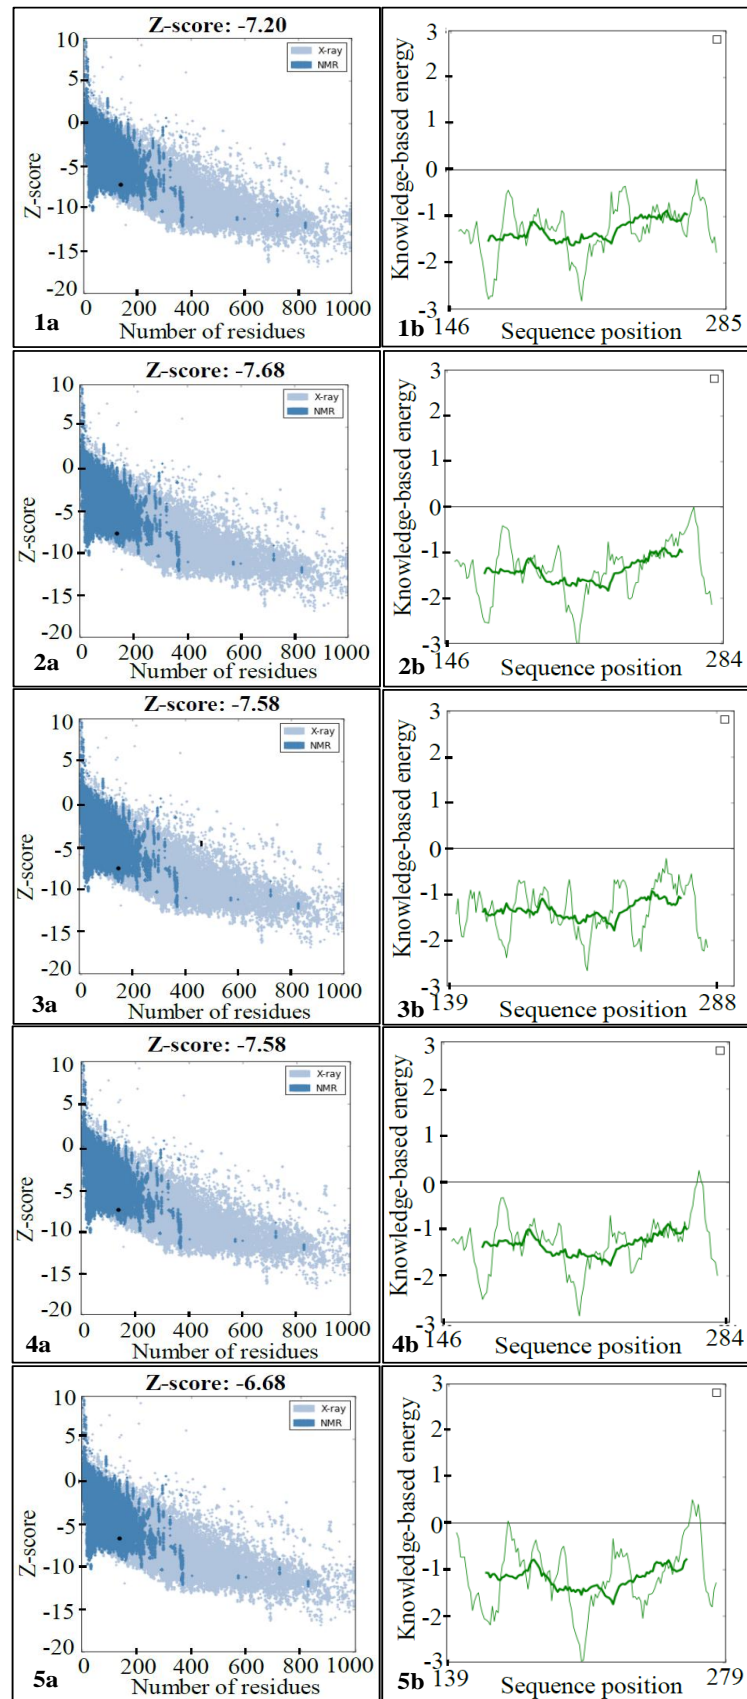 Z-score: -7.20
10
5
0
-5
-10
-15
-20
Z-score
X-ray
NMR
0 200 400 600 800 1000
Number of residues
1a
3
2
1
0
-1
-2
-3
Knowledge-based energy
146 285
Sequence position
1b
Z-score: -7.68
10
5
0
-5
-10
-15
-20
Z-score
X-ray
NMR
0 200 400 600 800 1000
Number of residues
2a
3
2
1
0
-1
-2
-3
Knowledge-based energy
146 284
Sequence position
2b
Z-score: -7.58
10
5
0
-5
-10
-15
-20
Z-score
X-ray
NMR
0 200 400 600 800 1000
Number of residues
3a
3
2
1
0
-1
-2
-3
Knowledge-based energy
139 288
Sequence position
3b
Z-score: -7.58
10
5
0
-5
-10
-15
-20
Z-score
X-ray
NMR
0 200 400 600 800 1000
Number of residues
4a
3
2
1
0
-1
-2
-3
Knowledge-based energy
146 284
Sequence position
4b
Z-score: -6.68
10
5
0
-5
-10
-15
-20
Z-score
X-ray
NMR
0 200 400 600 800 1000
Number of residues
5a
3
2
1
0
-1
-2
-3
Knowledge-based energy
139 279
Sequence position
5b